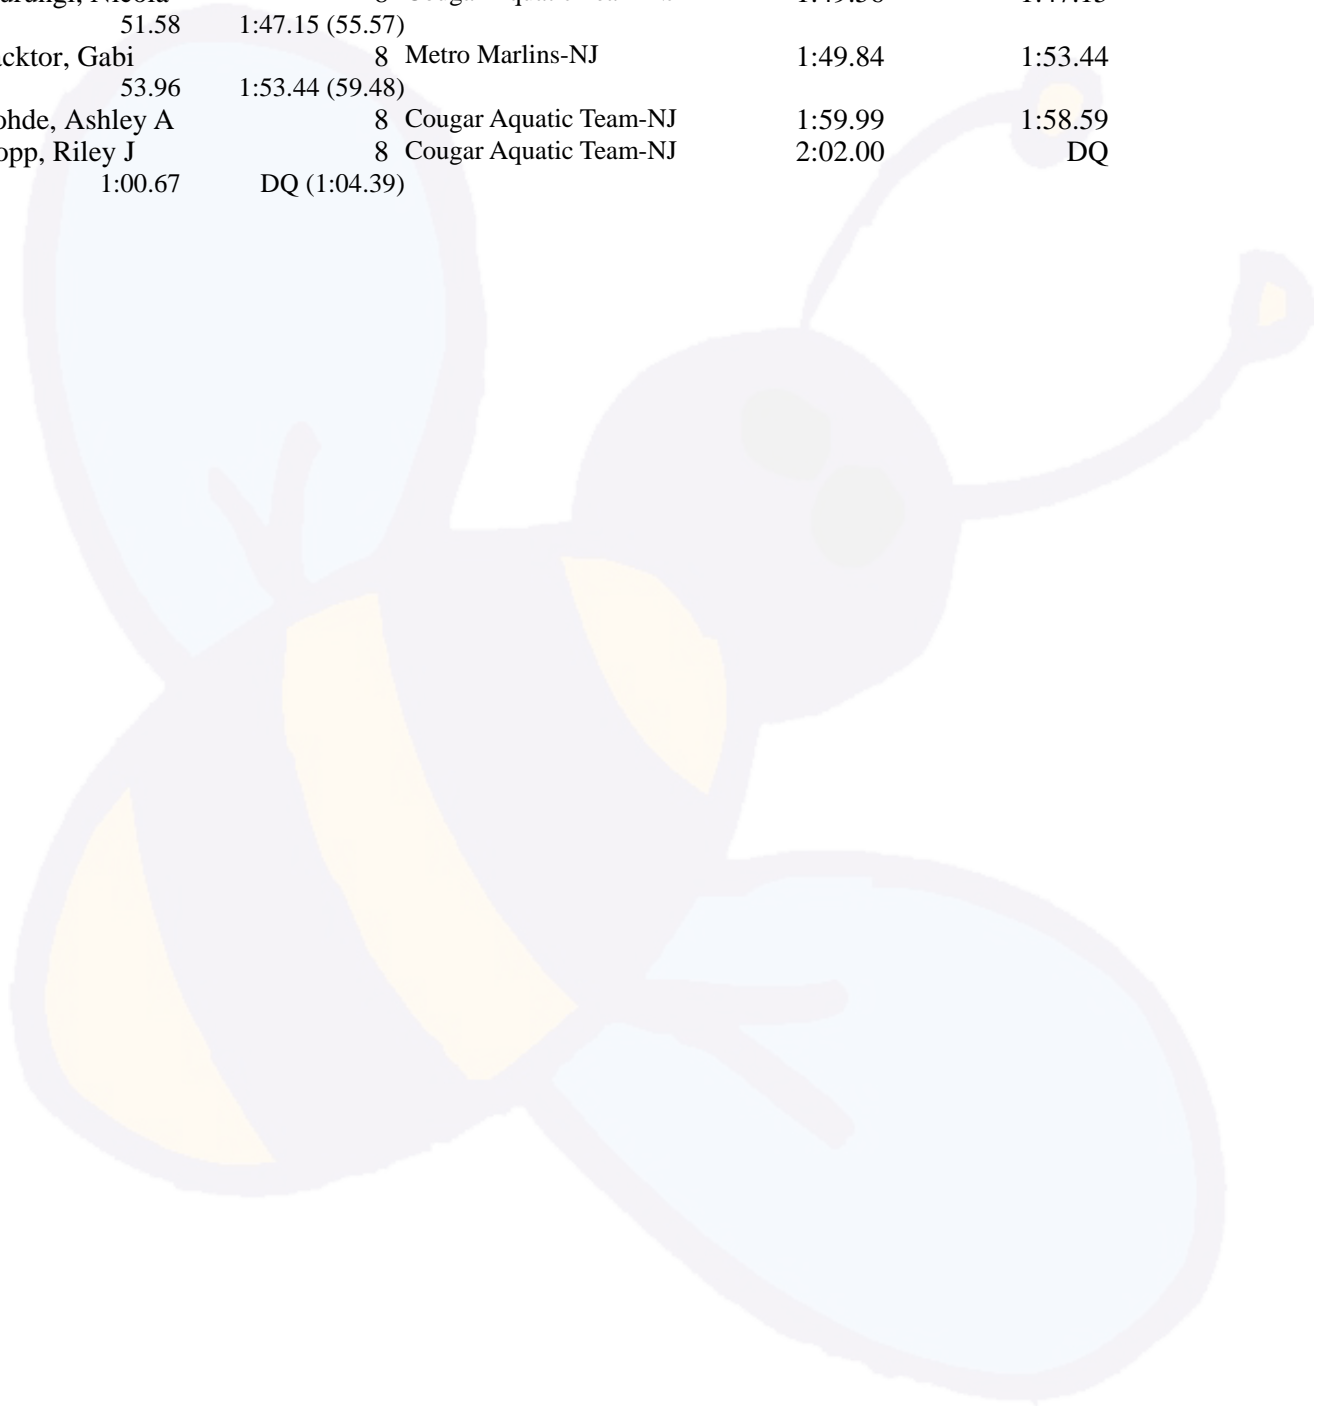 8
51.58 1:47.15 (55.57)
cktor, Gabi 8 Metro Marlins-NJ 1:49.84 1:53.44
53.96 1:53.44 (59.48)
ohde, Ashley A 8 Cougar Aquatic Team-NJ 1:59.99 1:58.59
opp, Riley J 8 Cougar Aquatic Team-NJ 2:02.00 DQ
1:00.67 DQ (1:04.39)